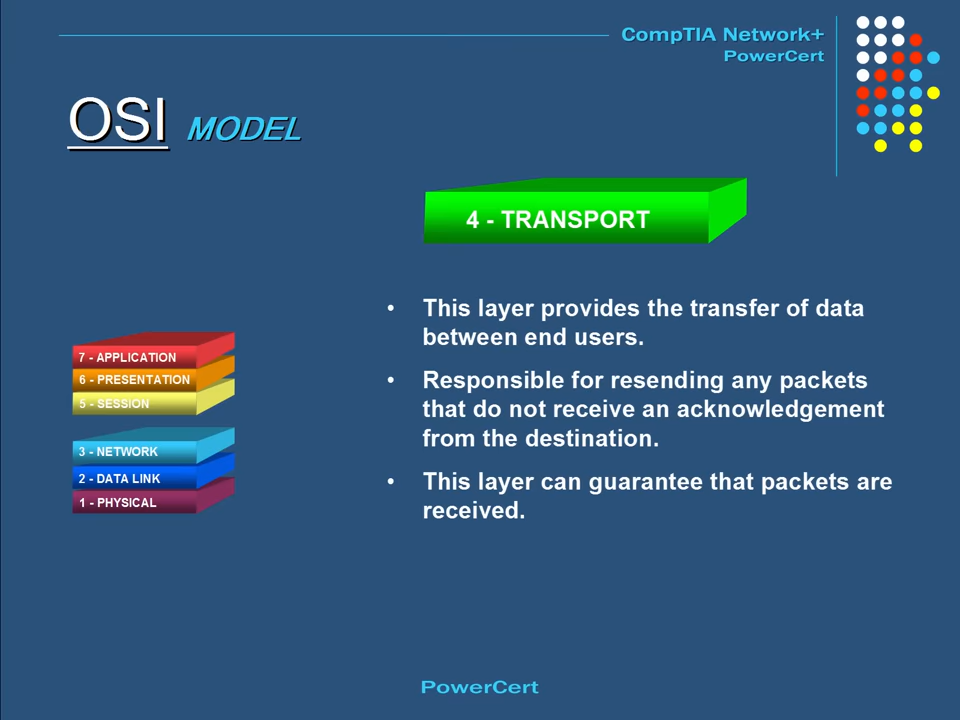 CompTIA Network+
PowerCert
OSI MODEL
4 - TRANSPORT
• This layer provides the transfer of data
between end users.
• Responsible for resending any packets
that do not receive an acknowledgement
from the destination.
• This layer can guarantee that packets are
received.
7 - APPLICATION
6 - PRESENTATION
5 - SESSION
3 - NETWORK
2 - DATA LINK
1 - PHYSICAL
PowerCert